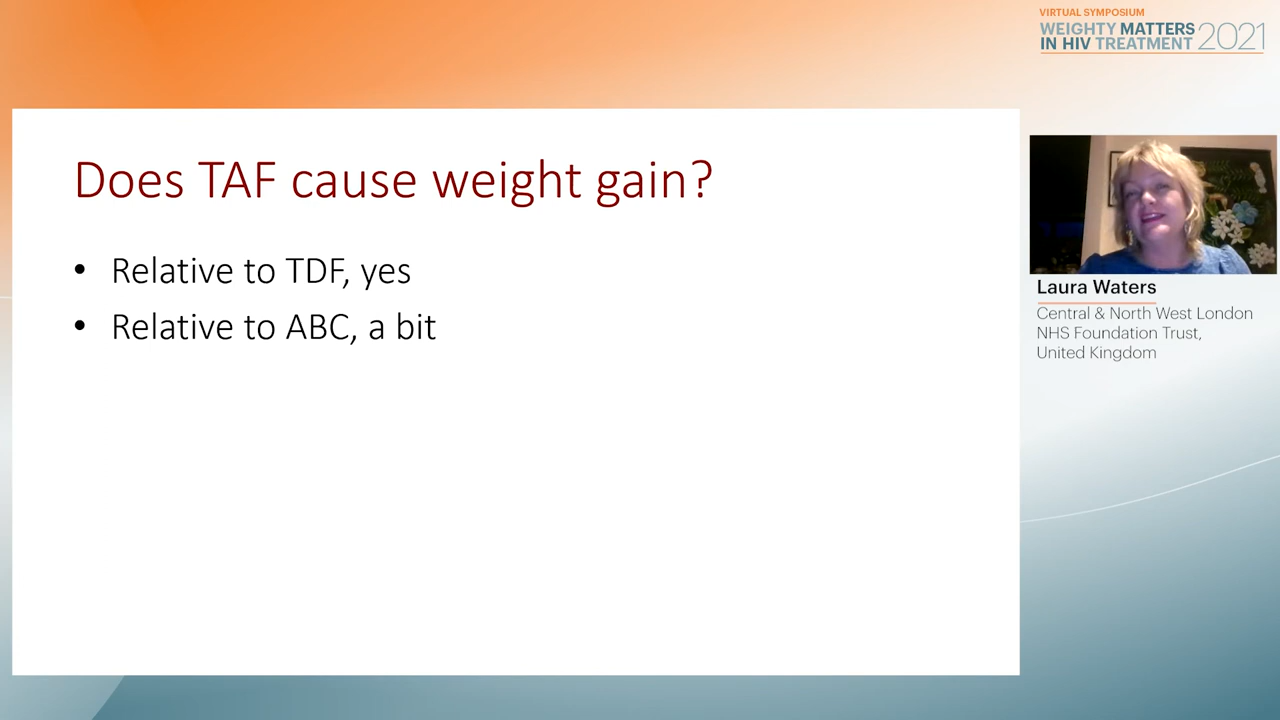 VIRTUAL SYMPOSIUM
WEIGHTY MATTERS
IN HIV TREATMENT 2021
Does TAF cause weight gain?
• Relative to TDF, yes
• Relative to ABC, a bit
Laura Waters
Central & North West London
NHS Foundation Trust,
United Kingdom